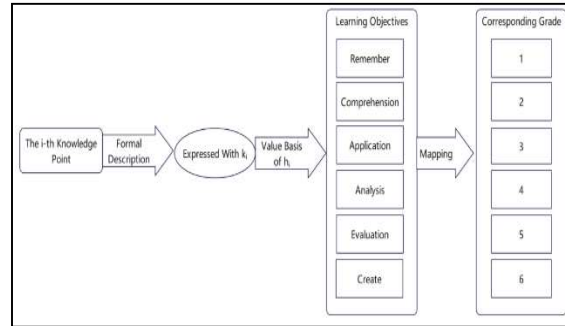 Learning Objectives
Corresponding Grade
Remember
1
Comprehension
2
The i-th Knowledge
Point
Formal
Description
Expressed With kᵢ
Value Basis
of hᵢ
Application
Mapping
3
Analysis
4
Evaluation
5
Create
6